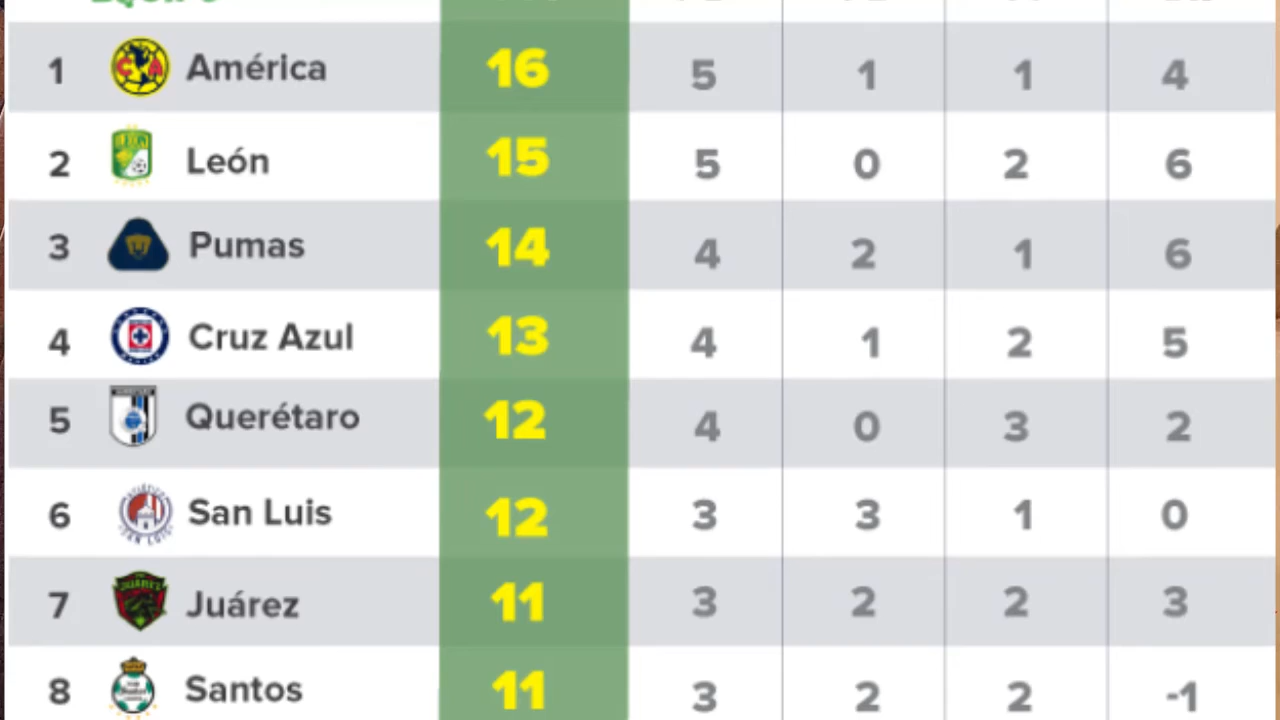 1 América 16 5 1 1 4
2 León 15 5 0 2 6
3 Pumas 14 4 2 1 6
4 Cruz Azul 13 4 1 2 5
5 Querétaro 12 4 0 3 2
6 San Luis 12 3 3 1 0
7 Juárez 11 3 2 2 3
8 Santos 11 3 2 2 -1